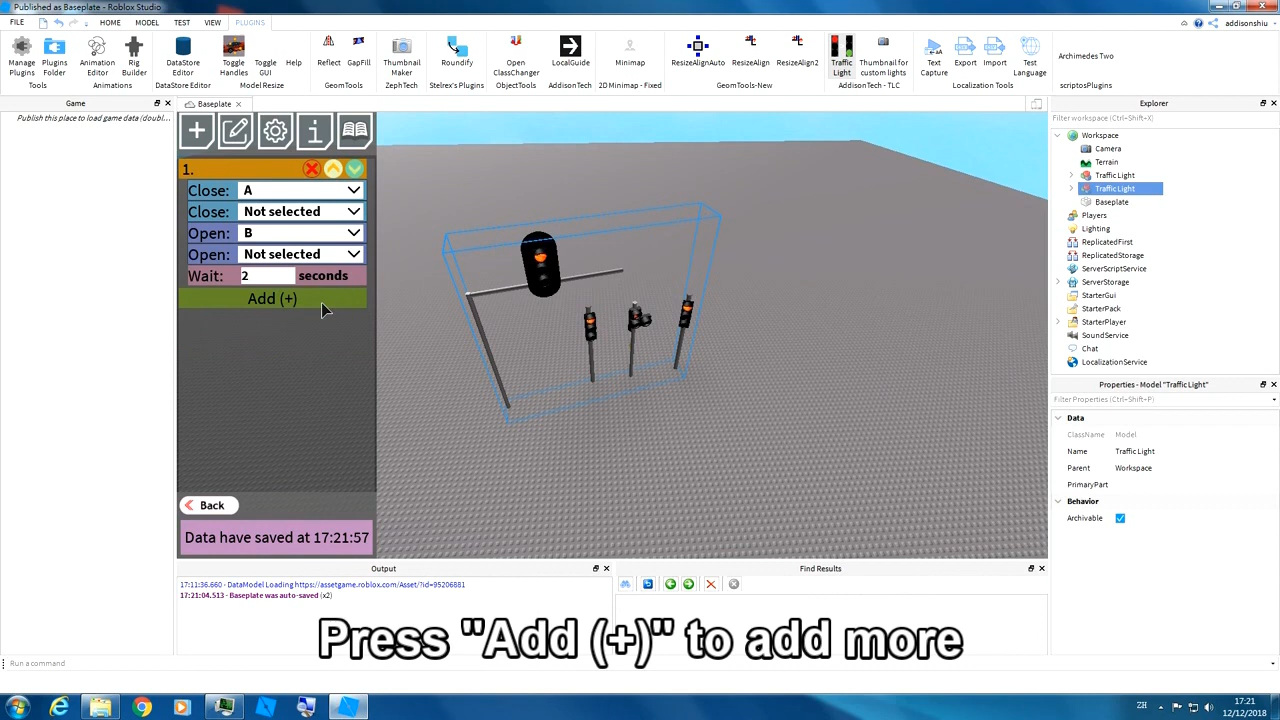 Published as Baseplate - Roblox Studio
FILE HOME MODEL TEST VIEW PLUGINS addisonshiu
Manage Plugins
Plugins Folder
Tools
Animation Editor
Rig Builder
Animations
DataStore Editor
DataStore Editor
Toggle Handles
Toggle GUI
Help
Model Resize
Reflect
GapFill
GeomTools
Thumbnail Maker
ZephTech
Roundify
Stelrex's Plugins
Open ClassChanger
ObjectTools
LocalGuide
AddisonTech
Minimap
2D Minimap - Fixed
ResizeAlignAuto
ResizeAlign
ResizeAlign2
GeomTools-New
Traffic Light
Thumbnail for custom lights
AddisonTech - TLC
Text Capture
Export
Import
Test Language
Localization Tools
Archimedes Two
scriptosPlugins
Game
Publish this place to load game data (doubl...
Baseplate
1.
Close: A
Close: Not selected
Open: B
Open: Not selected
Wait: 2 seconds
Add (+)
Back
Data have saved at 17:21:57
Explorer
Filter workspace (Ctrl+Shift+X)
Workspace
Camera
Terrain
Traffic Light
Traffic Light
Baseplate
Players
Lighting
ReplicatedFirst
ReplicatedStorage
ServerScriptService
ServerStorage
StarterGui
StarterPack
StarterPlayer
SoundService
Chat
LocalizationService
Properties - Model "Traffic Light"
Filter Properties (Ctrl+Shift+P)
Data
ClassName Model
Name Traffic Light
Parent Workspace
PrimaryPart
Behavior
Archivable
Output
17:11:36.660 - DataModel Loading https://assetgame.roblox.com/Asset/?id=95206881
17:21:04.513 - Baseplate was auto-saved (x2)
Find Results
Press "Add (+)" to add more
Run a command
ZH
17:21
12/12/2018